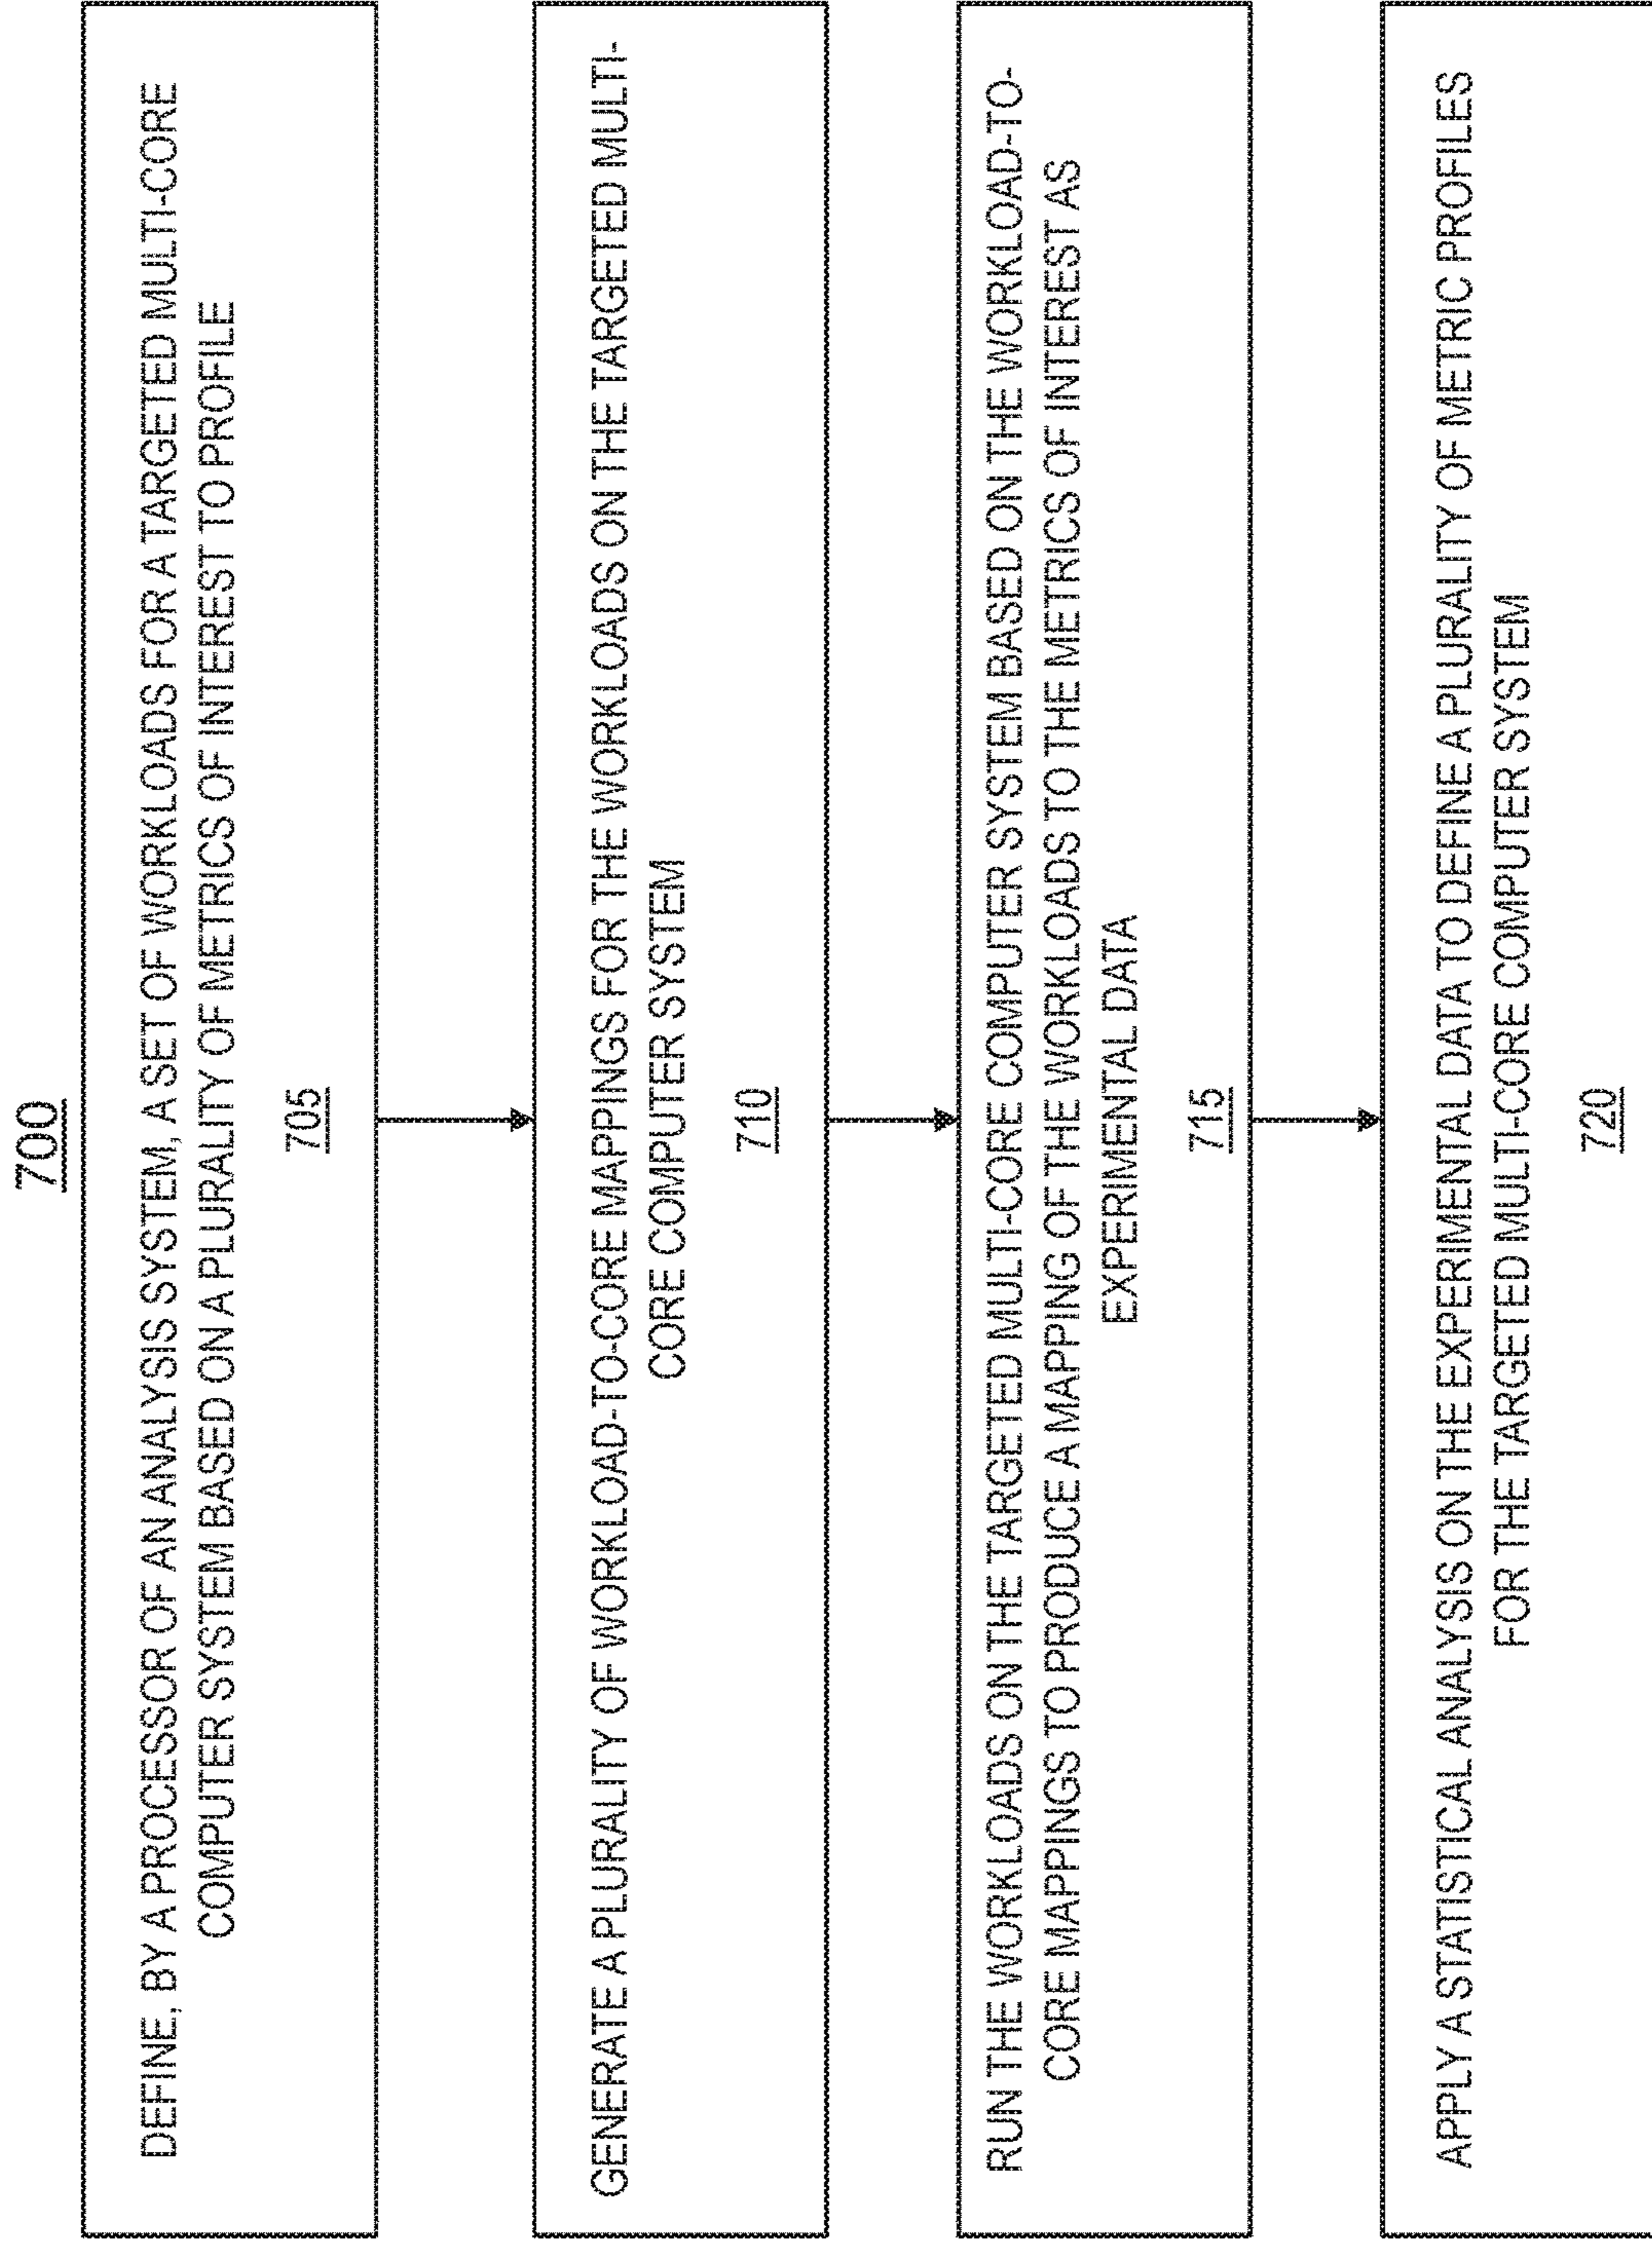 700
DEFINE, BY A PROCESSOR OF AN ANALYSIS SYSTEM, A SET OF WORKLOADS FOR A TARGETED MULTI-CORE
COMPUTER SYSTEM BASED ON A PLURALITY OF METRICS OF INTEREST TO PROFILE
705
GENERATE A PLURALITY OF WORKLOAD-TO-CORE MAPPINGS FOR THE WORKLOADS ON THE TARGETED MULTI-
CORE COMPUTER SYSTEM
710
RUN THE WORKLOADS ON THE TARGETED MULTI-CORE COMPUTER SYSTEM BASED ON THE WORKLOAD-TO-
CORE MAPPINGS TO PRODUCE A MAPPING OF THE WORKLOADS TO THE METRICS OF INTEREST AS
EXPERIMENTAL DATA
715
APPLY A STATISTICAL ANALYSIS ON THE EXPERIMENTAL DATA TO DEFINE A PLURALITY OF METRIC PROFILES
FOR THE TARGETED MULTI-CORE COMPUTER SYSTEM
720